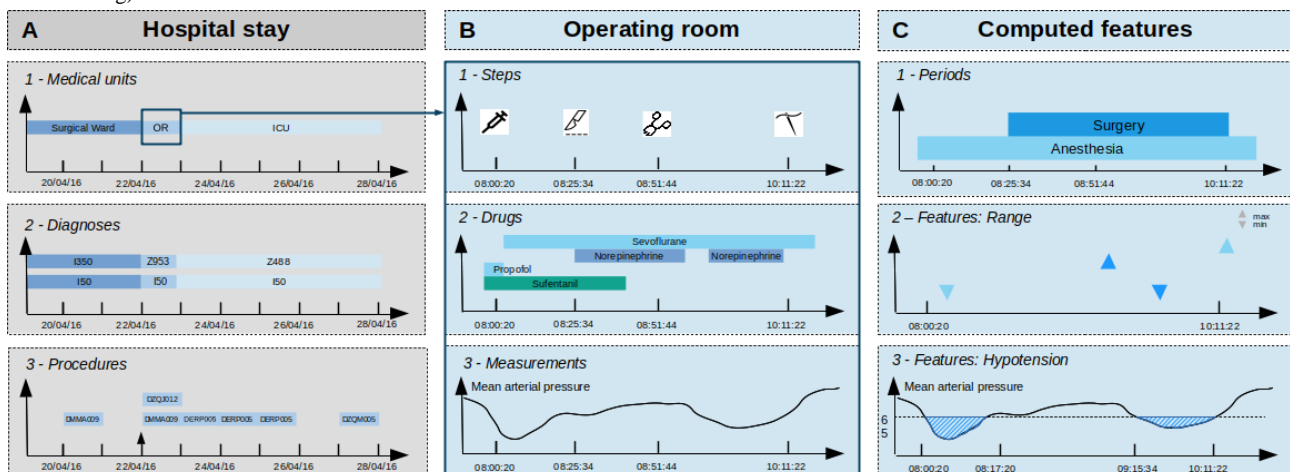 A Hospital stay
1 - Medical units
Surgical Ward OR ICU
20/04/16 22/04/16 24/04/16 26/04/16 28/04/16
2 - Diagnoses
I350 Z953 Z488
I50 I50 I50
20/04/16 22/04/16 24/04/16 26/04/16 28/04/16
3 - Procedures
DZQJ012
DMMA009 DMMA009 DERP005 DERP005 DERP005 DZQM005
20/04/16 22/04/16 24/04/16 26/04/16 28/04/16
B Operating room
1 - Steps
08:00:20 08:25:34 08:51:44 10:11:22
2 - Drugs
Sevoflurane
Norepinephrine Norepinephrine
Propofol
Sufentanil
08:00:20 08:25:34 08:51:44 10:11:22
3 - Measurements
Mean arterial pressure
08:00:20 08:25:34 08:51:44 10:11:22
C Computed features
1 - Periods
Surgery
Anesthesia
08:00:20 08:25:34 08:51:44 10:11:22
2 – Features: Range
max
min
08:00:20 10:11:22
3 - Features: Hypotension
Mean arterial pressure
6
5
08:00:20 08:17:20 09:15:34 10:11:22